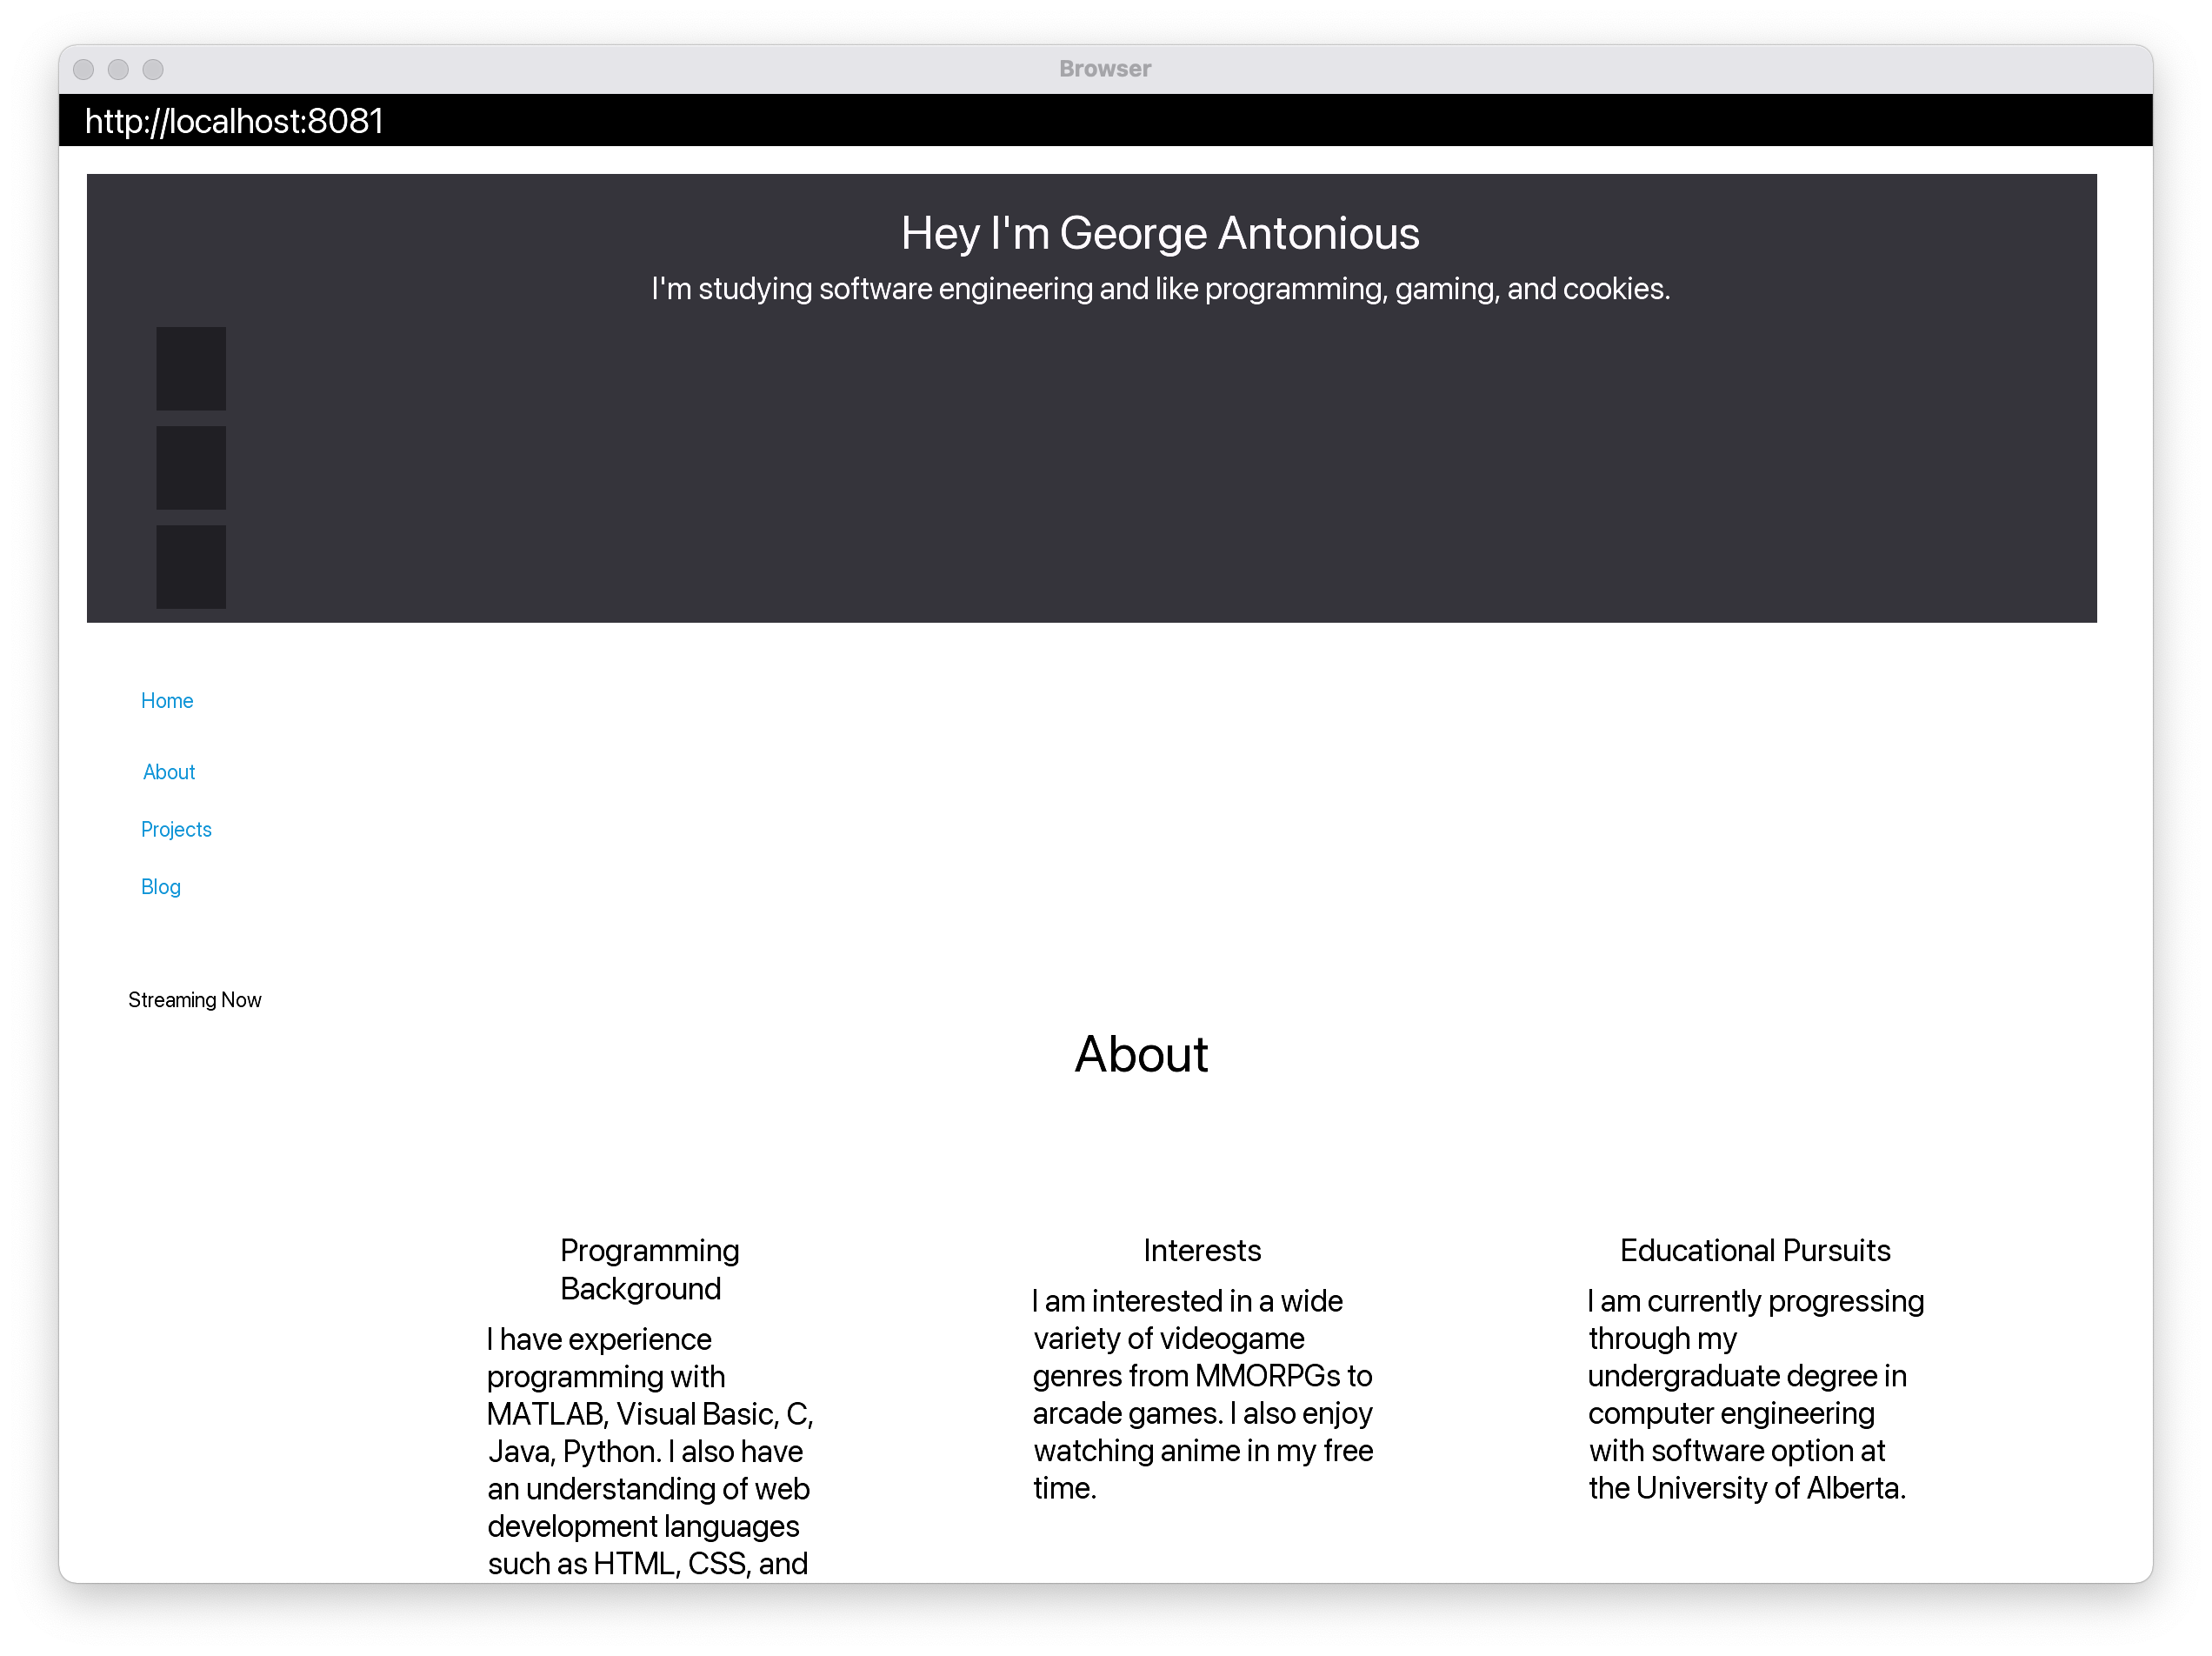 Browser
http://localhost:8081
Hey I'm George Antonious
I'm studying software engineering and like programming, gaming, and cookies.
Home
About
Projects
Blog
Streaming Now
About
Programming
Background
I have experience
programming with
MATLAB, Visual Basic, C,
Java, Python. I also have
an understanding of web
development languages
such as HTML, CSS, and
Interests
I am interested in a wide
variety of videogame
genres from MMORPGs to
arcade games. I also enjoy
watching anime in my free
time.
Educational Pursuits
I am currently progressing
through my
undergraduate degree in
computer engineering
with software option at
the University of Alberta.